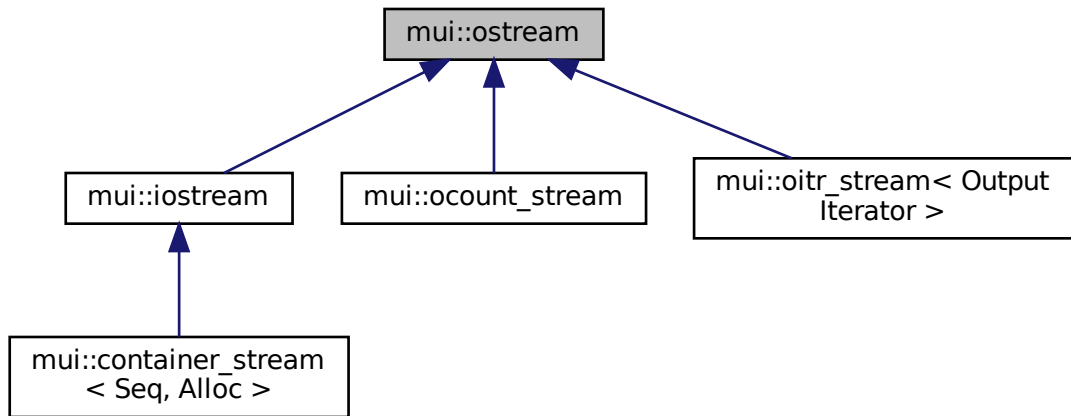 mui::ostream
mui::iostream
mui::ocount_stream
mui::oitr_stream< Output
Iterator >
mui::container_stream
< Seq, Alloc >